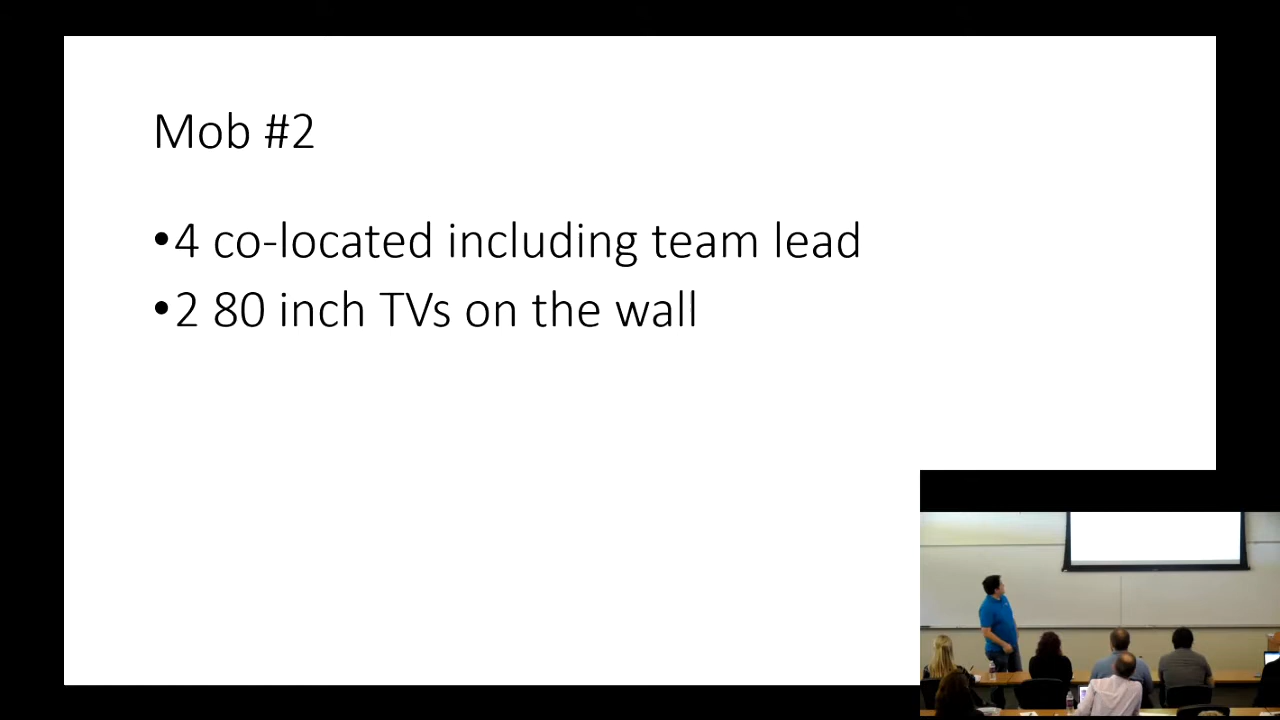 Mob #2
•4 co-located including team lead
•2 80 inch TVs on the wall